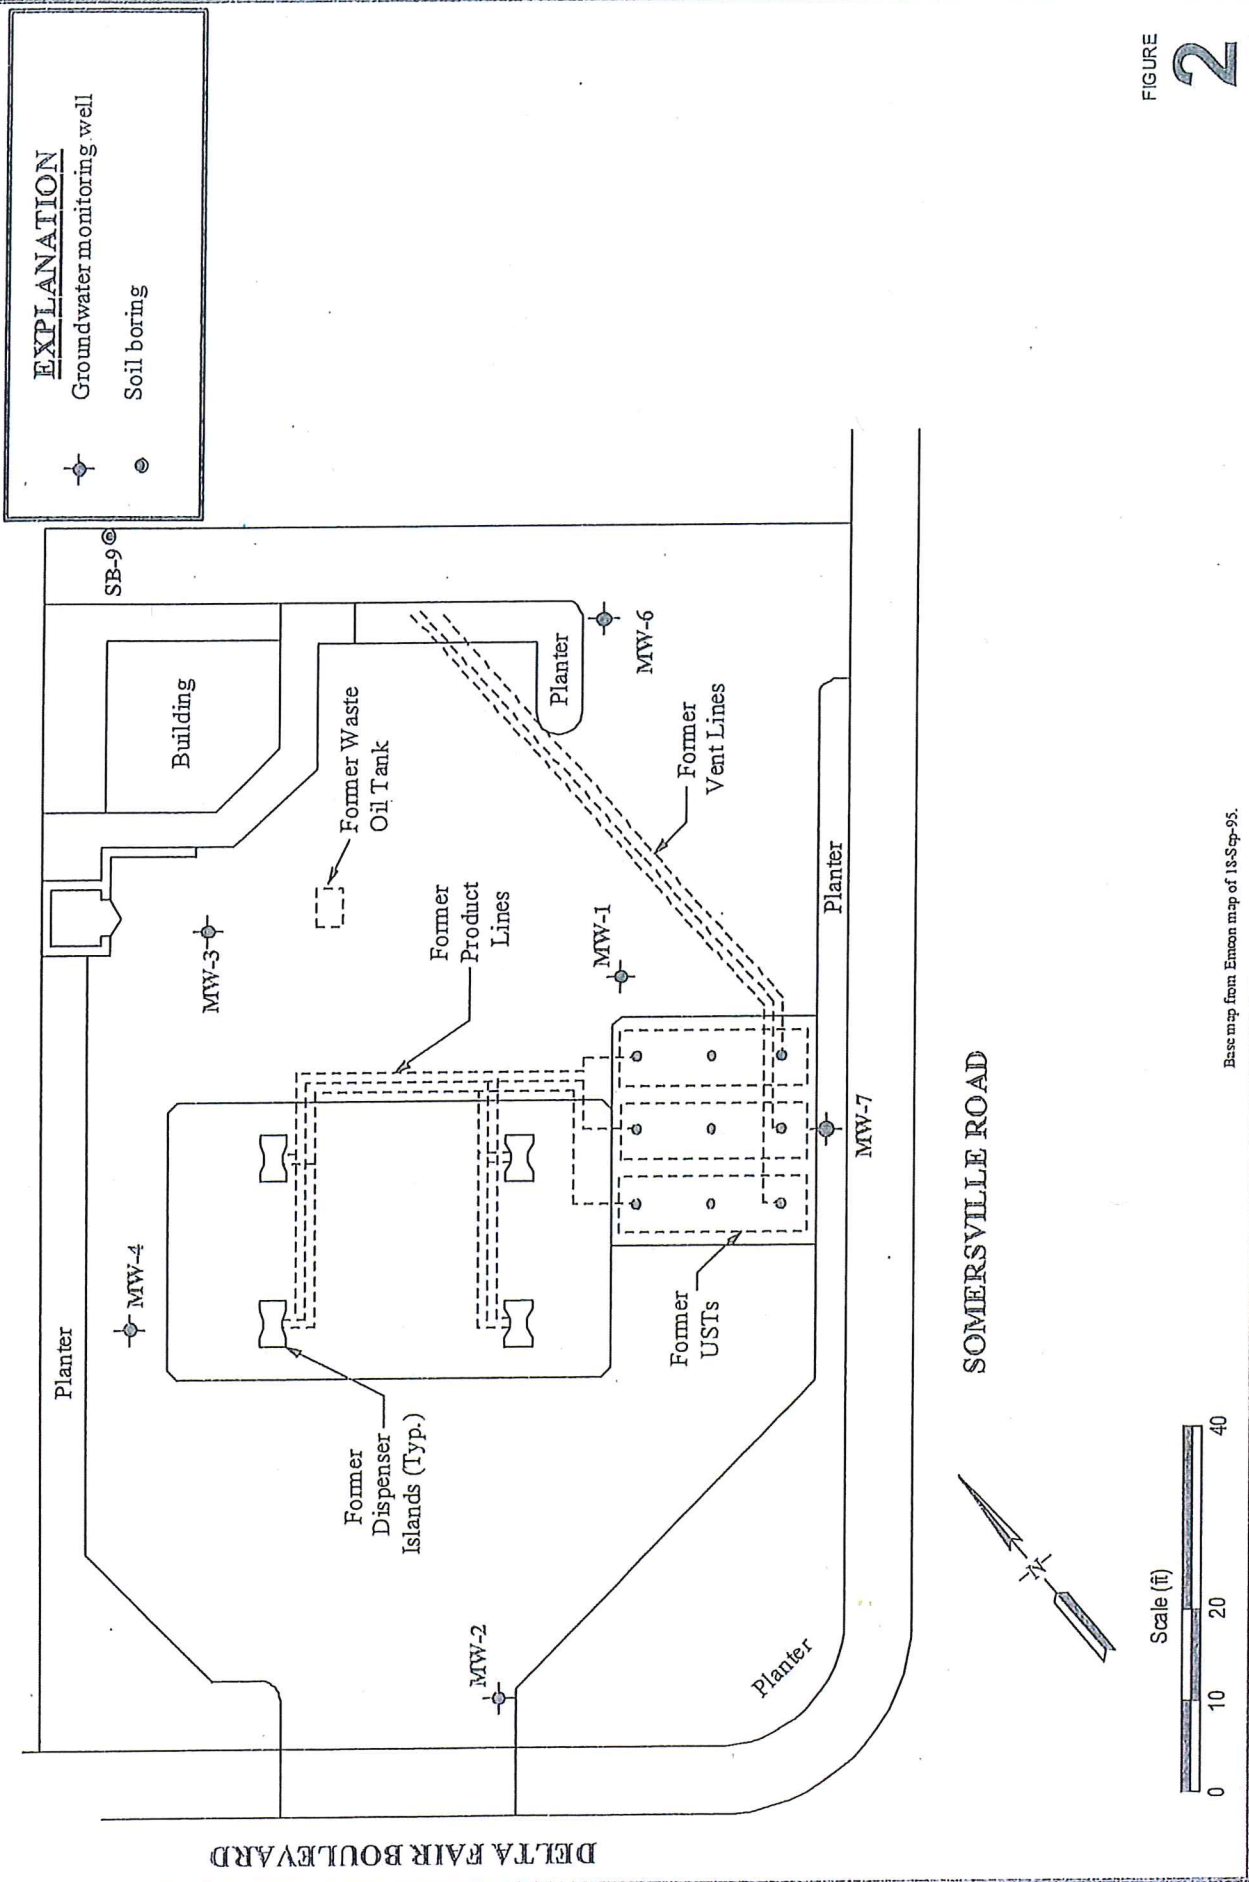 EXPLANATION
Groundwater monitoring well
Soil boring
SB-9
Building
Former Waste
Oil Tank
Planter
MW-6
Former
Vent Lines
MW-3
Former
Product
Lines
MW-1
Planter
MW-7
MW-4
Planter
Former
Dispenser
Islands (Typ.)
Former
USTs
MW-2
Planter
DELTA FAIR BOULEVARD
SOMERSVILLE ROAD
N
Scale (ft)
0 10 20 40
Base map from Emcon map of 18-Sep-95.
FIGURE
2